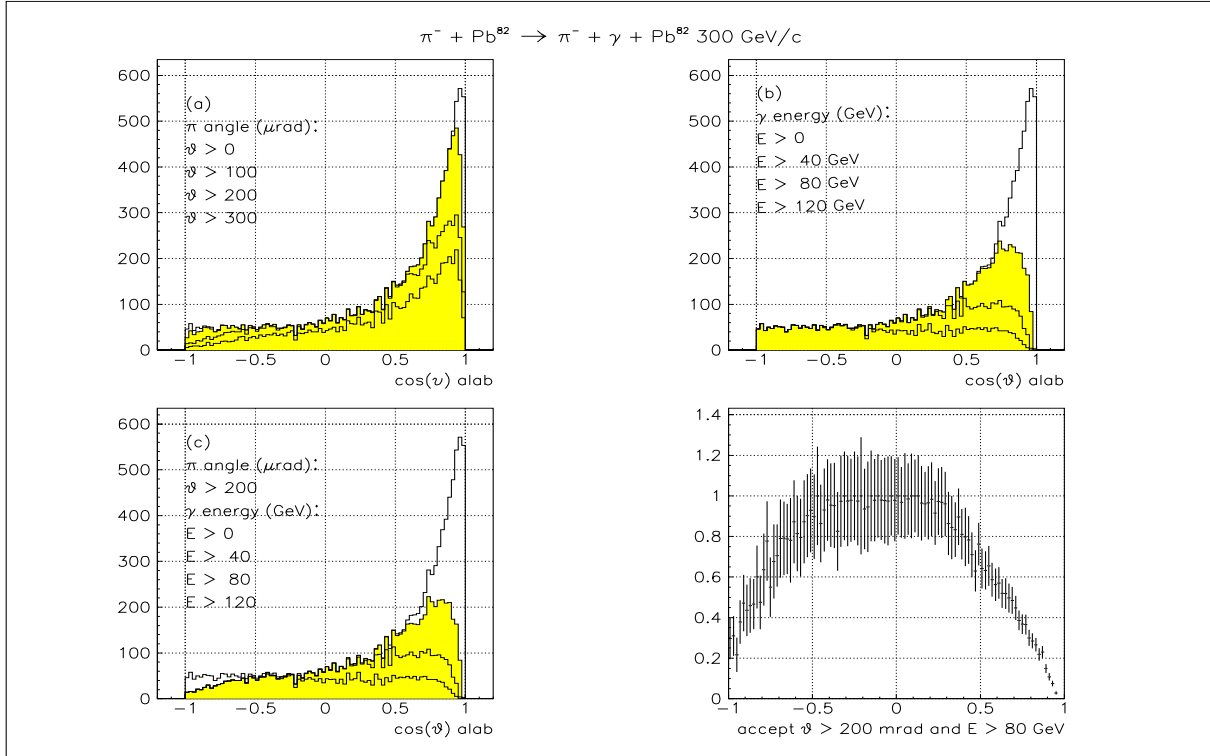 π⁻ + Pb⁸² → π⁻ + γ + Pb⁸² 300 GeV/c
600
500
400
300
200
100
0
−1
−0.5
0
0.5
1
(a)
π angle (μrad):
ϑ > 0
ϑ > 100
ϑ > 200
ϑ > 300
cos(υ) alab
600
500
400
300
200
100
0
−1
−0.5
0
0.5
1
(b)
γ energy (GeV):
E > 0
E > 40 GeV
E > 80 GeV
E > 120 GeV
cos(ϑ) alab
600
500
400
300
200
100
0
−1
−0.5
0
0.5
1
(c)
π angle (μrad):
ϑ > 200
γ energy (GeV):
E > 0
E > 40
E > 80
E > 120
cos(ϑ) alab
1.4
1.2
1
0.8
0.6
0.4
0.2
0
-1
-0.5
0
0.5
1
accept ϑ > 200 mrad and E > 80 GeV